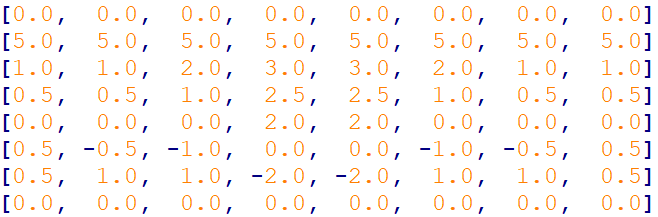 [0.0, 0.0, 0.0, 0.0, 0.0, 0.0, 0.0, 0.0]
[5.0, 5.0, 5.0, 5.0, 5.0, 5.0, 5.0, 5.0]
[1.0, 1.0, 2.0, 3.0, 3.0, 2.0, 1.0, 1.0]
[0.5, 0.5, 1.0, 2.5, 2.5, 1.0, 0.5, 0.5]
[0.0, 0.0, 0.0, 2.0, 2.0, 0.0, 0.0, 0.0]
[0.5, -0.5, -1.0, 0.0, 0.0, -1.0, -0.5, 0.5]
[0.5, 1.0, 1.0, -2.0, -2.0, 1.0, 1.0, 0.5]
[0.0, 0.0, 0.0, 0.0, 0.0, 0.0, 0.0, 0.0]